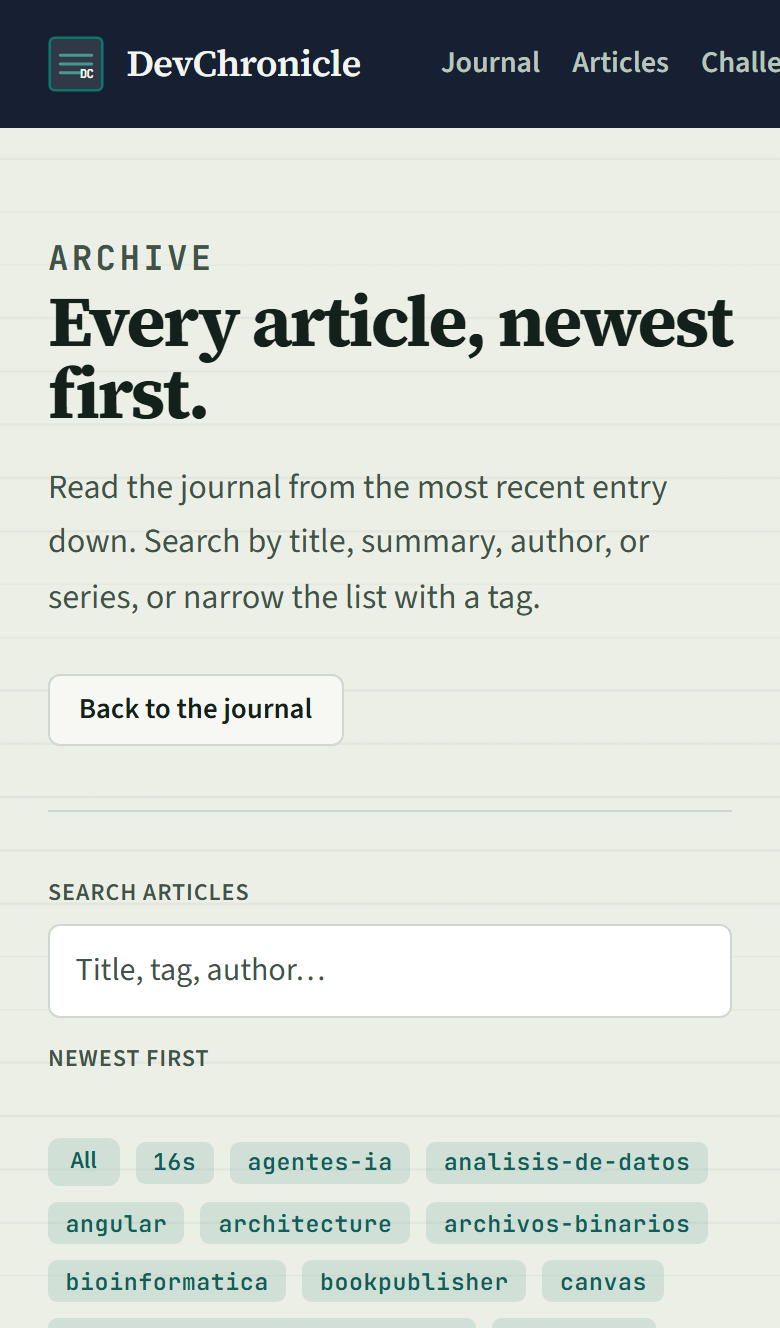 DC
DevChronicle
Journal Articles Challe
ARCHIVE
Every article, newest
first.
Read the journal from the most recent entry
down. Search by title, summary, author, or
series, or narrow the list with a tag.
Back to the journal
SEARCH ARTICLES
Title, tag, author…
NEWEST FIRST
All 16s agentes-ia analisis-de-datos
angular architecture archivos-binarios
bioinformatica bookpublisher canvas